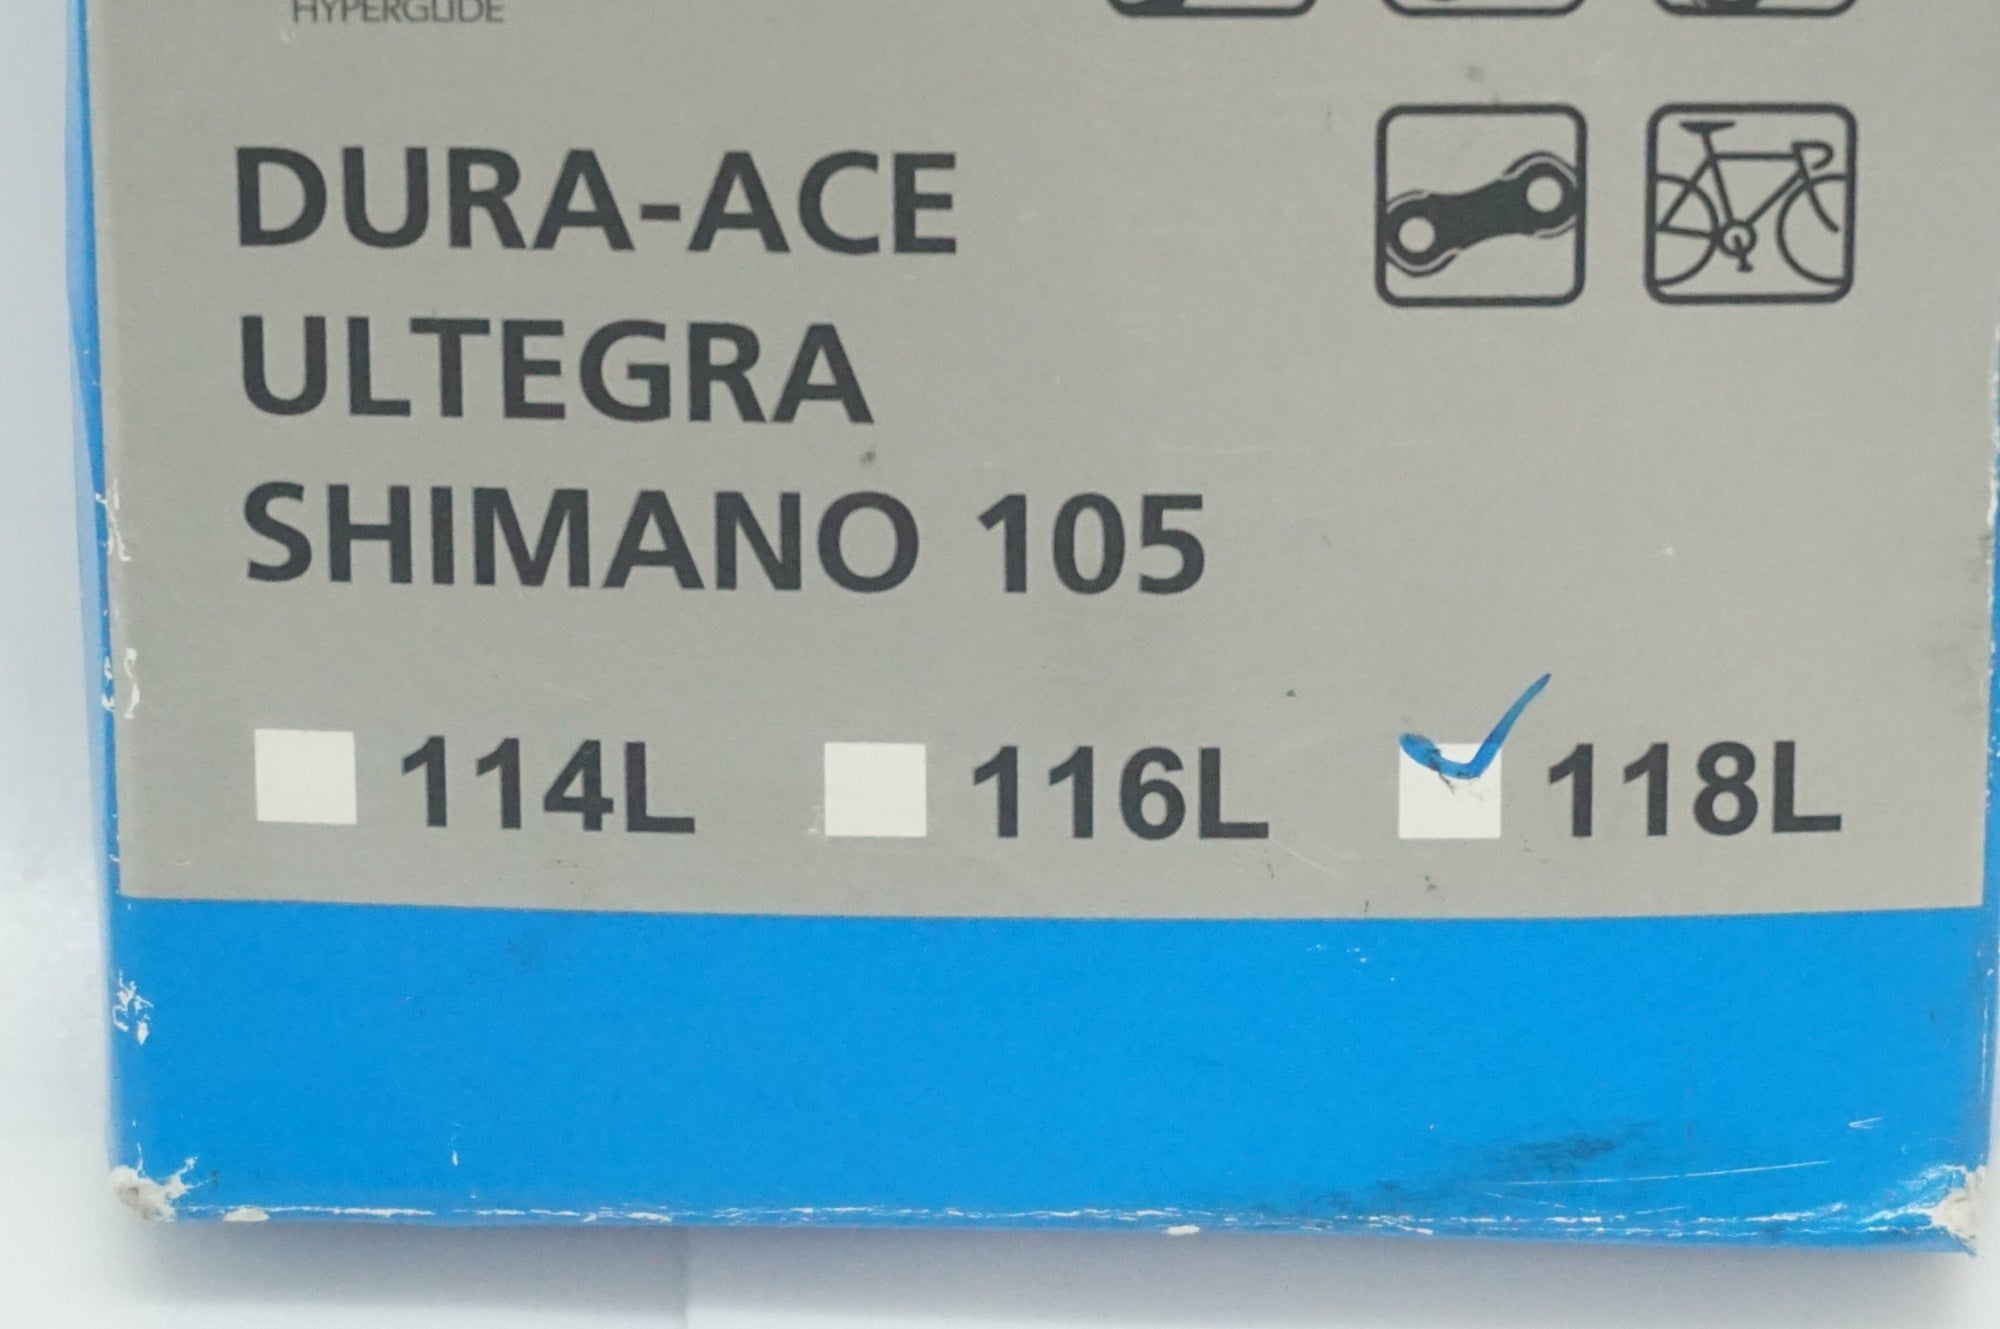 HYPERGLIDE
DURA-ACE
ULTEGRA
SHIMANO 105
114L 116L 118L